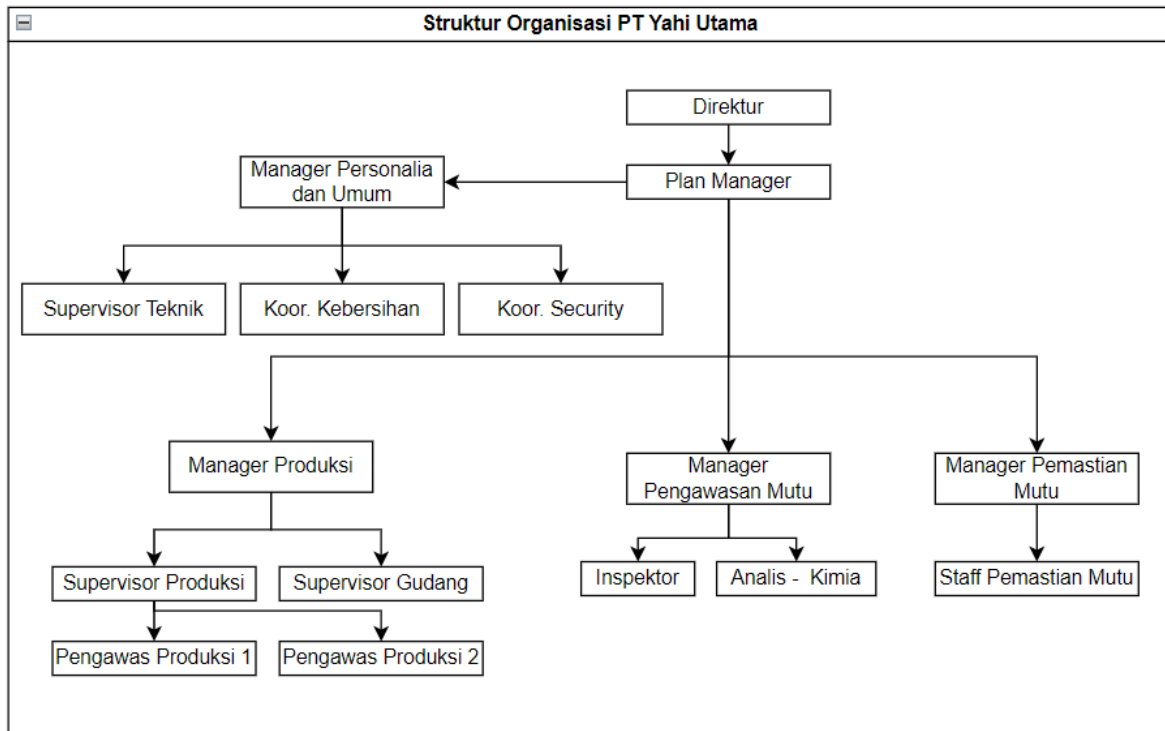 Struktur Organisasi PT Yahi Utama
Direktur
Manager Personalia
dan Umum
Plan Manager
Supervisor Teknik
Koor. Kebersihan
Koor. Security
Manager Produksi
Manager
Pengawasan Mutu
Manager Pemastian
Mutu
Supervisor Produksi
Supervisor Gudang
Inspektor
Analis - Kimia
Staff Pemastian Mutu
Pengawas Produksi 1
Pengawas Produksi 2